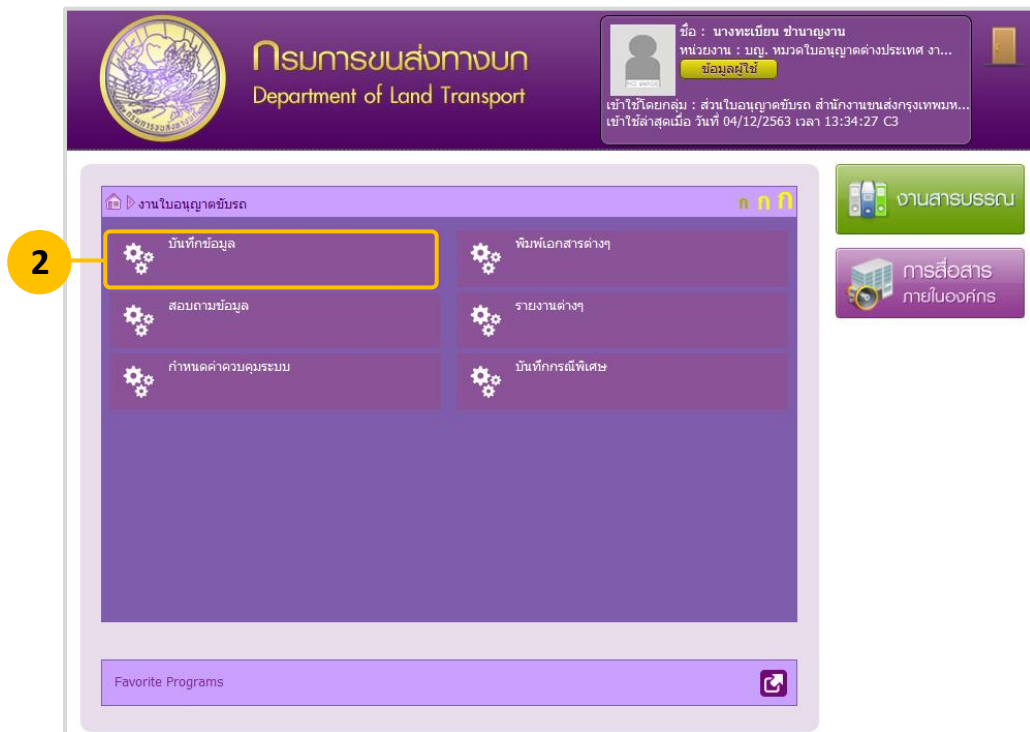 กรมการขนส่งทางบก
Department of Land Transport
ชื่อ : นางทะเบียน ชำนาญงาน
หน่วยงาน : บญ. หมวดใบอนุญาตต่างประเทศ งา...
ข้อมูลผู้ใช้
เข้าใช้โดยกลุ่ม : ส่วนใบอนุญาตขับรถ สำนักงานขนส่งกรุงเทพมห...
เข้าใช้ล่าสุดเมื่อ วันที่ 04/12/2563 เวลา 13:34:27 C3
งานใบอนุญาตขับรถ
ก ก ก
2
บันทึกข้อมูล
พิมพ์เอกสารต่างๆ
สอบถามข้อมูล
รายงานต่างๆ
กำหนดค่าควบคุมระบบ
บันทึกกรณีพิเศษ
งานสารบรรณ
การสื่อสาร
ภายในองค์กร
Favorite Programs